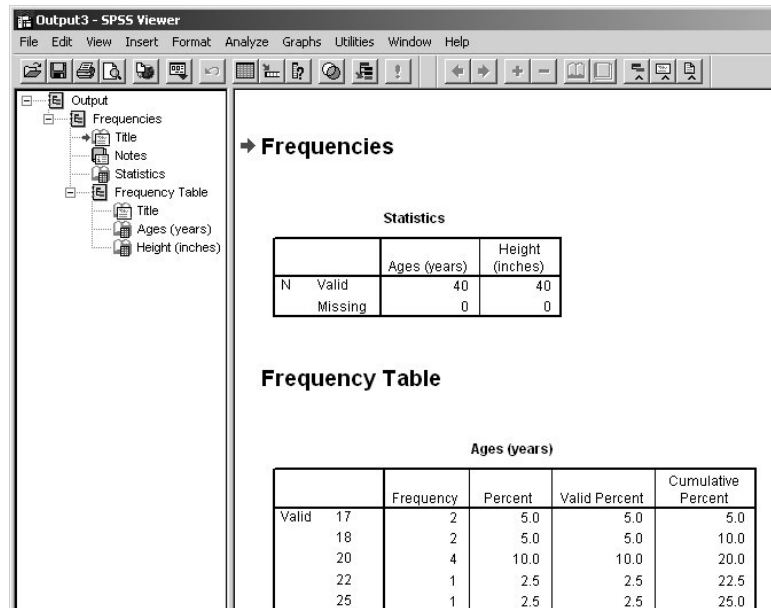 Output3 - SPSS Viewer
File Edit View Insert Format Analyze Graphs Utilities Window Help
Output
Frequencies
Title
Notes
Statistics
Frequency Table
Title
Ages (years)
Height (inches)
Frequencies
Statistics
Ages (years) Height (inches)
N Valid 40 40
Missing 0 0
Frequency Table
Ages (years)
Frequency Percent Valid Percent Cumulative Percent
Valid 17 2 5.0 5.0 5.0
18 2 5.0 5.0 10.0
20 4 10.0 10.0 20.0
22 1 2.5 2.5 22.5
25 1 2.5 2.5 25.0